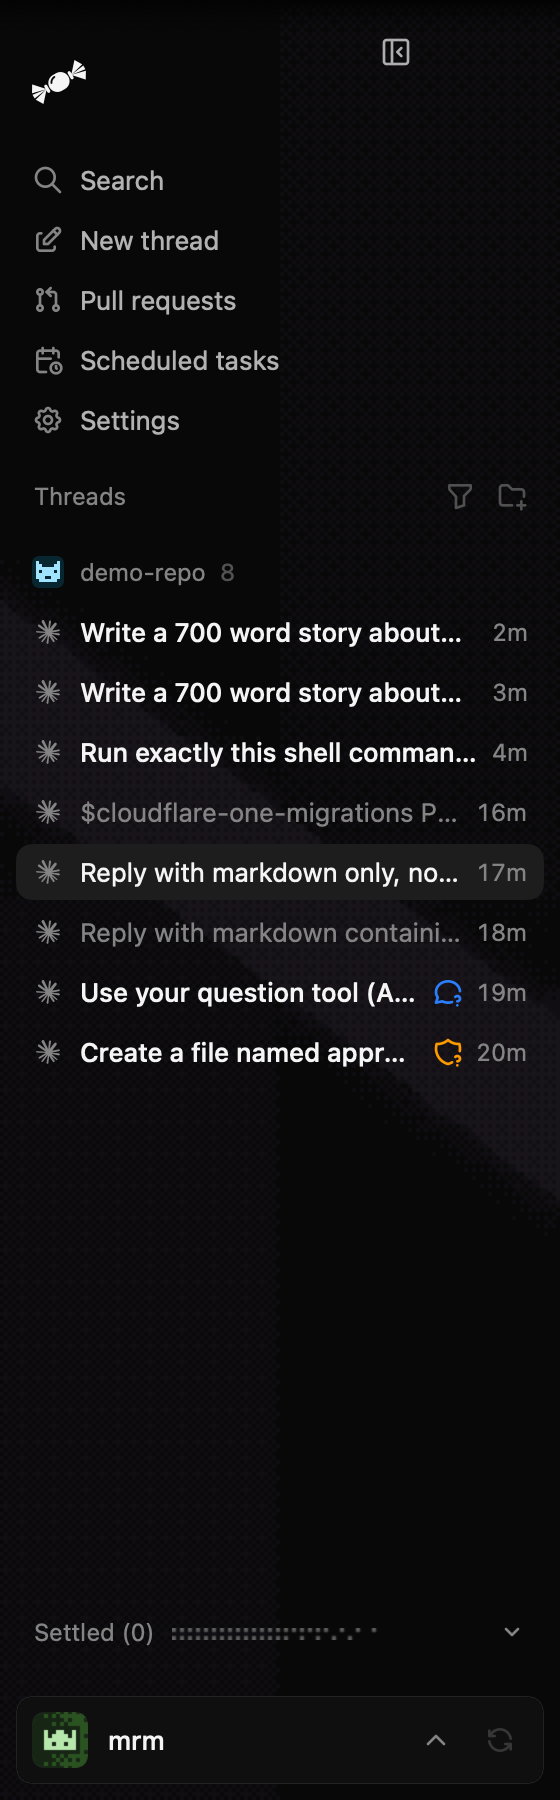 Search
New thread
Pull requests
Scheduled tasks
Settings
Threads
demo-repo 8
Write a 700 word story about... 2m
Write a 700 word story about... 3m
Run exactly this shell comman... 4m
$cloudflare-one-migrations P... 16m
Reply with markdown only, no... 17m
Reply with markdown containi... 18m
Use your question tool (A... 19m
Create a file named appr... 20m
Settled (0)
mrm